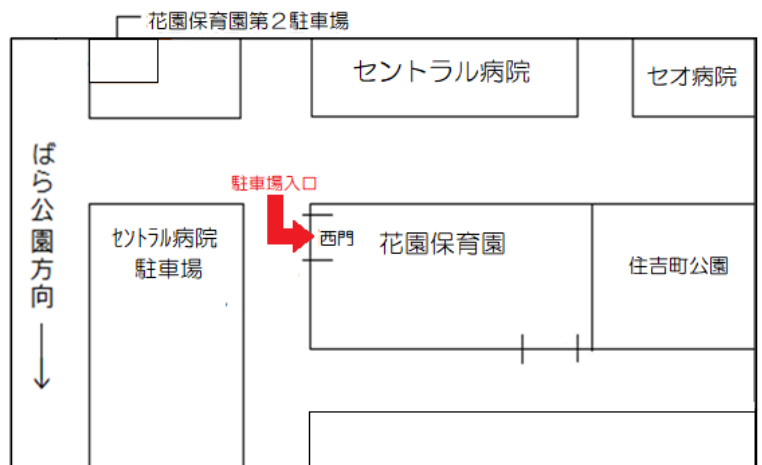 花園保育園第２駐車場
セントラル病院
セオ病院
ばら公園方向
駐車場入口
ｾﾝﾄﾗﾙ病院
駐車場
西門
花園保育園
住吉町公園